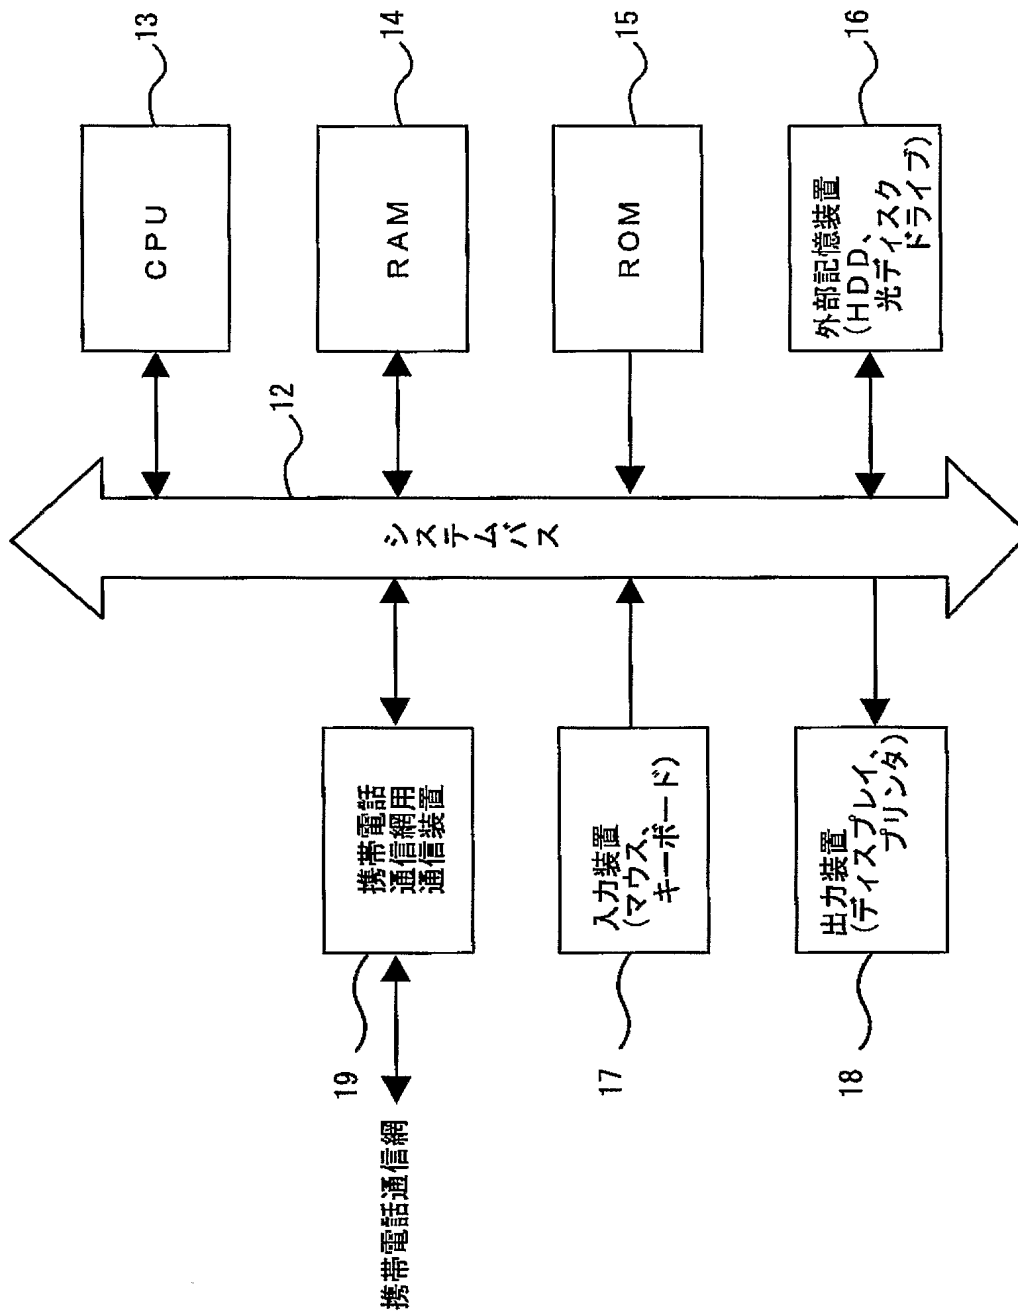 CPU
13
12
19
携帯電話通信網
携帯電話
通信網用
通信装置
システムバス
RAM
14
17
入力装置
(マウス、
キーボード)
ROM
15
18
出力装置
(ディスプレイ、
プリンタ)
外部記憶装置
(HDD、
光ディスク
ドライブ)
16